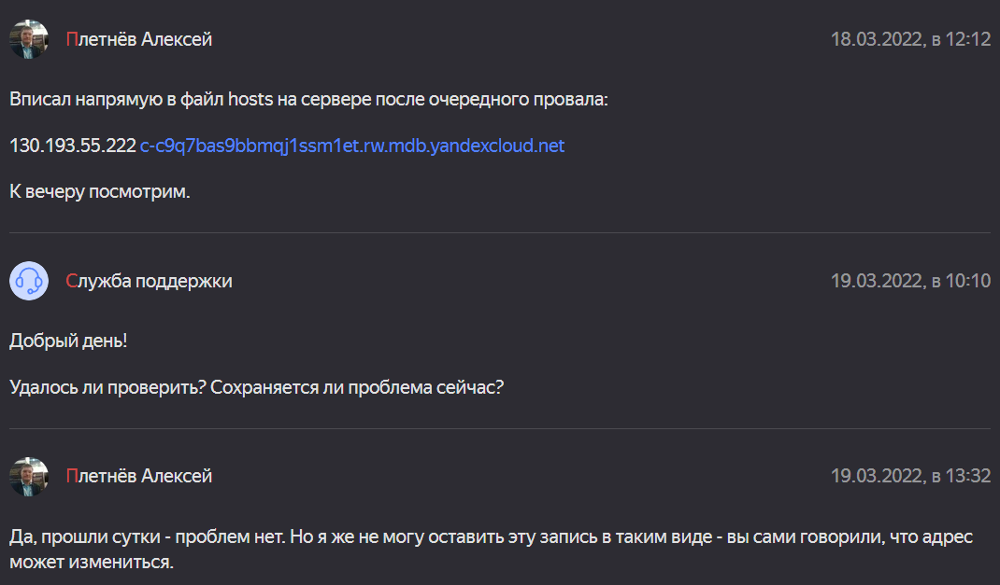 Плетнёв Алексей 18.03.2022, в 12:12
Вписал напрямую в файл hosts на сервере после очередного провала:
130.193.55.222 c-c9q7bas9bbmqj1ssm1et.rw.mdb.yandexcloud.net
К вечеру посмотрим.
Служба поддержки 19.03.2022, в 10:10
Добрый день!
Удалось ли проверить? Сохраняется ли проблема сейчас?
Плетнёв Алексей 19.03.2022, в 13:32
Да, прошли сутки - проблем нет. Но я же не могу оставить эту запись в таким виде - вы сами говорили, что адрес
может измениться.